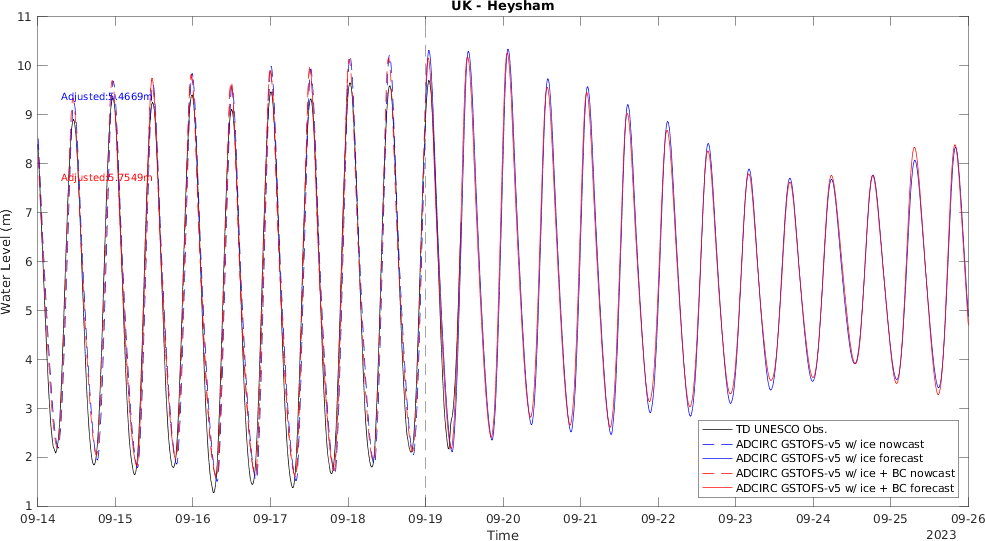 UK - Heysham
Water Level (m)
11
10
9
8
7
6
5
4
3
2
1
Adjusted:5.4669m
Adjusted:5.7549m
TD UNESCO Obs.
ADCIRC GSTOFS-v5 w/ ice nowcast
ADCIRC GSTOFS-v5 w/ ice forecast
ADCIRC GSTOFS-v5 w/ ice + BC nowcast
ADCIRC GSTOFS-v5 w/ ice + BC forecast
09-14 09-15 09-16 09-17 09-18 09-19 09-20 09-21 09-22 09-23 09-24 09-25 09-26
Time
2023